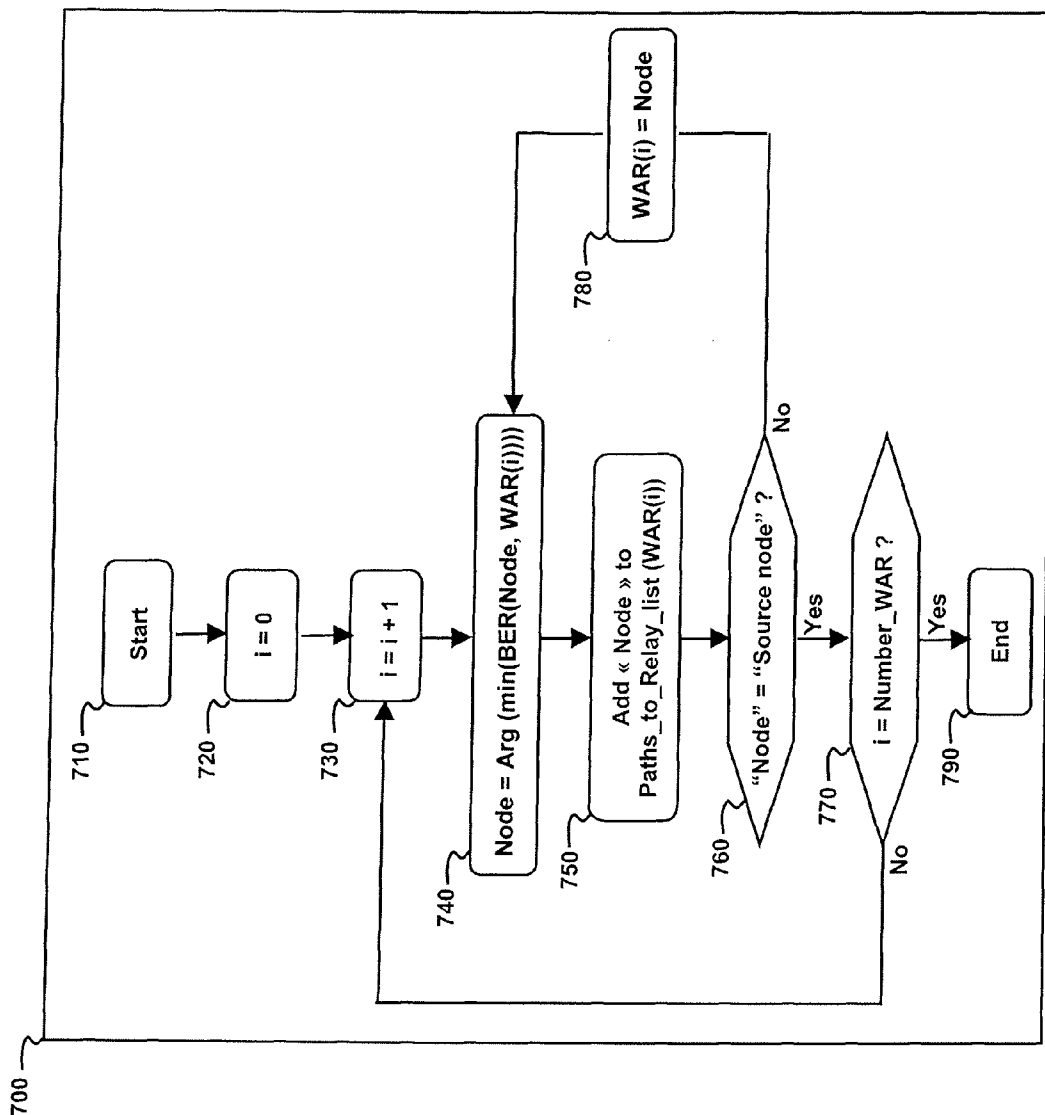 700
710
Start
720
i = 0
730
i = i + 1
740
Node = Arg (min(BER(Node, WAR(i))))
750
Add « Node » to
Paths_to_Relay_list (WAR(i))
760
“Node” = “Source node” ?
No
Yes
780
WAR(i) = Node
770
i = Number_WAR ?
No
Yes
790
End